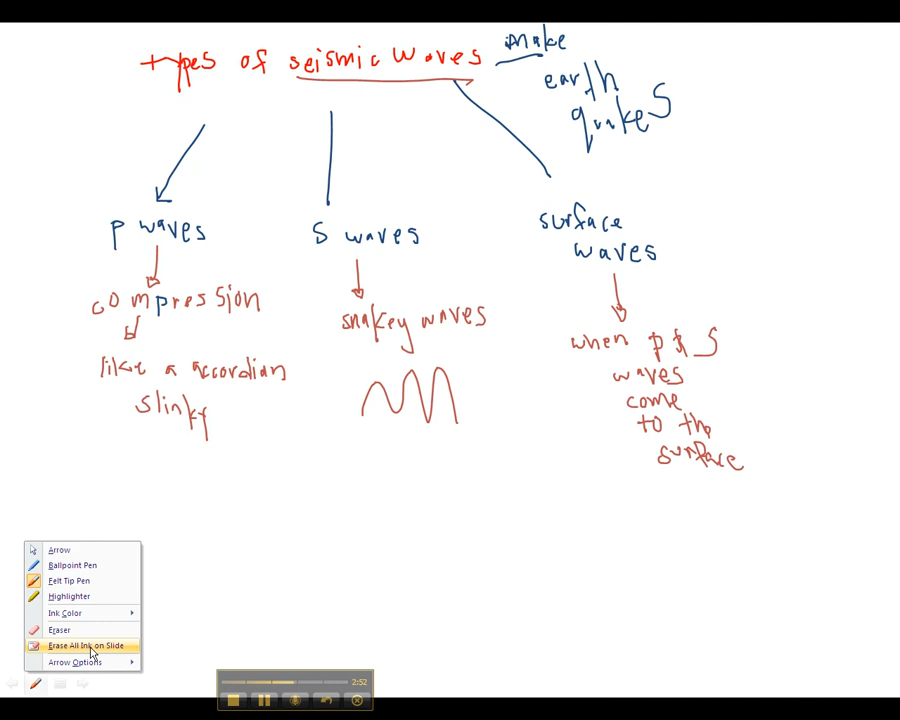 types of seismic waves make
earth
quakes
p waves
s waves
surface
waves
compression
like a accordian
slinky
snakey waves
when p & S
waves
come
to the
surface
Arrow
Ballpoint Pen
Felt Tip Pen
Highlighter
Ink Color
Eraser
Erase All Ink on Slide
Arrow Options
2:52